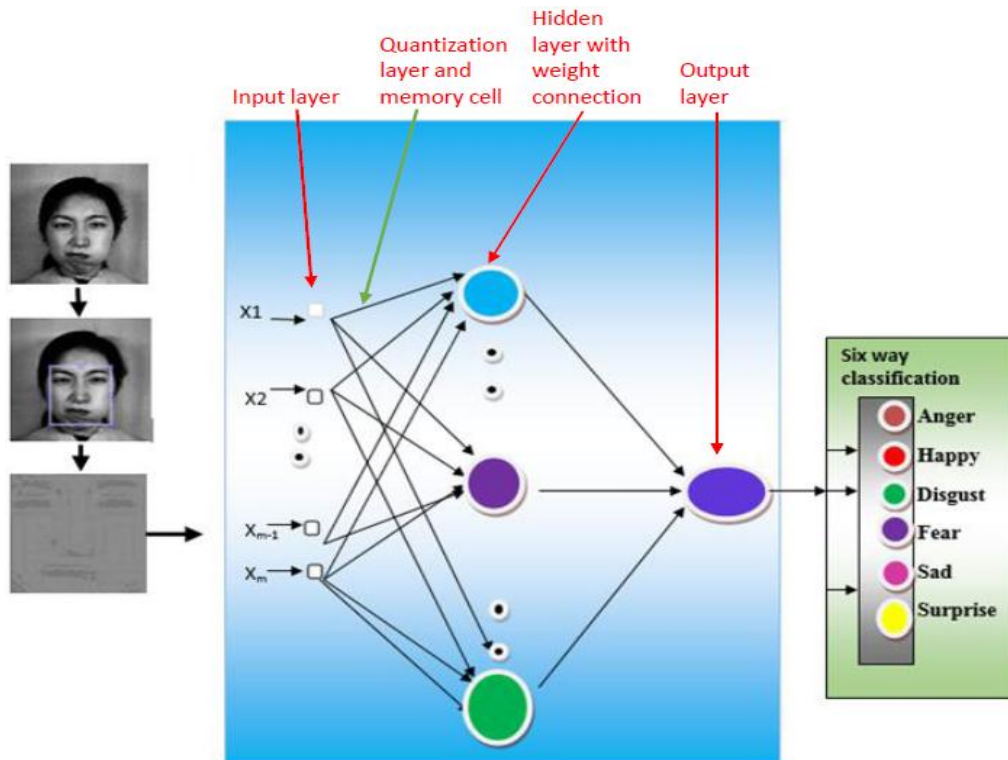 Input layer
Quantization
layer and
memory cell
Hidden
layer with
weight
connection
Output
layer
X1
X2
Xm-1
Xm
Six way
classification
Anger
Happy
Disgust
Fear
Sad
Surprise